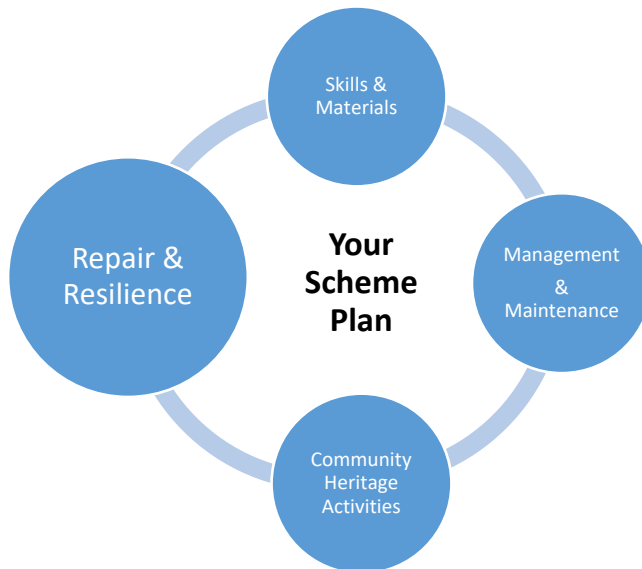 Skills &
Materials
Repair &
Resilience
Your
Scheme
Plan
Management
&
Maintenance
Community
Heritage
Activities